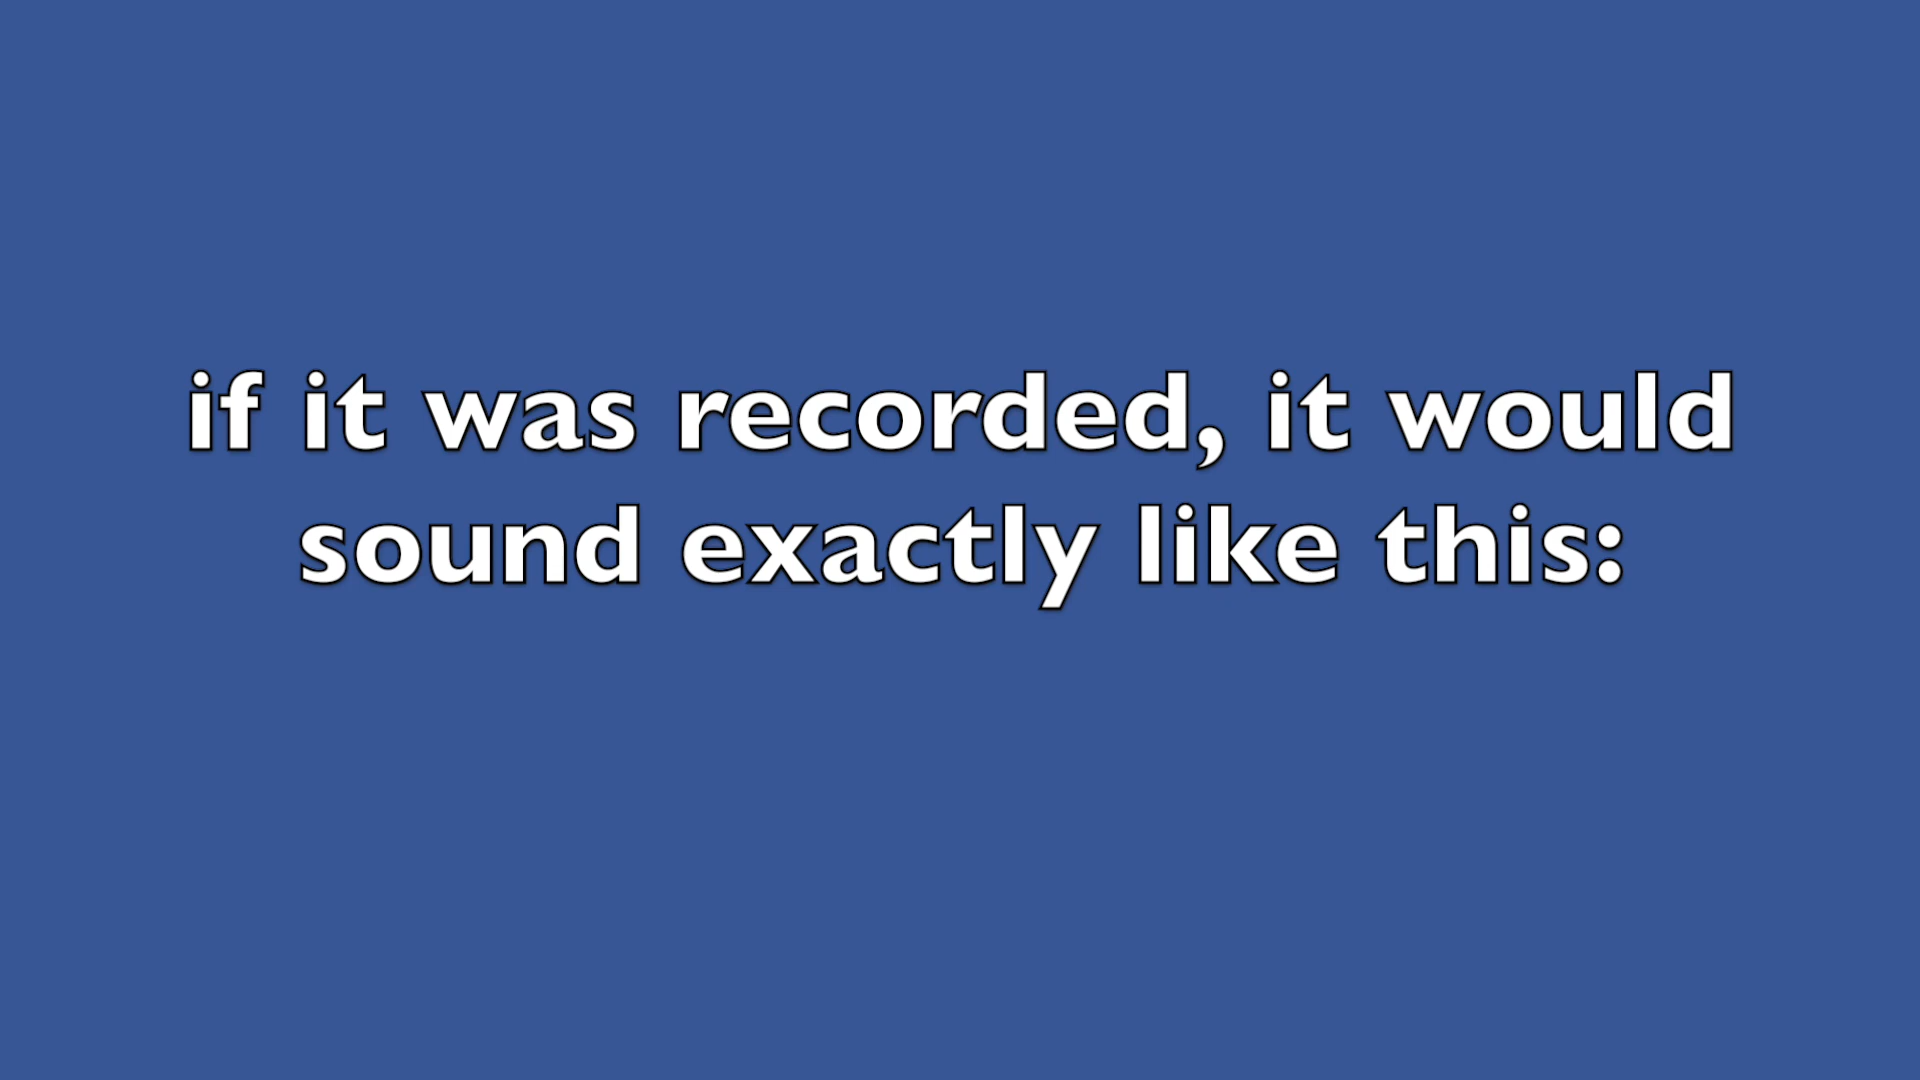 if it was recorded, it would
sound exactly like this: